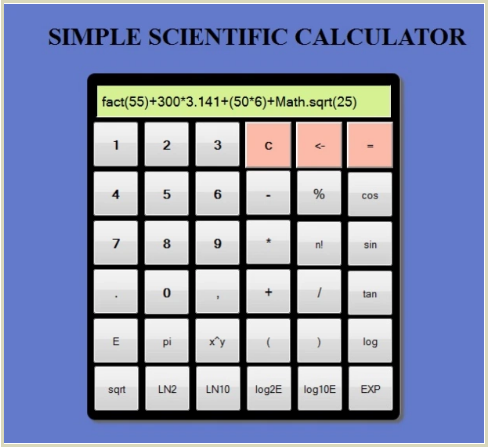 SIMPLE SCIENTIFIC CALCULATOR
fact(55)+300*3.141+(50*6)+Math.sqrt(25)
1 2 3 C <- =
4 5 6 - % cos
7 8 9 * n! sin
. 0 , + / tan
E pi x^y ( ) log
sqrt LN2 LN10 log2E log10E EXP